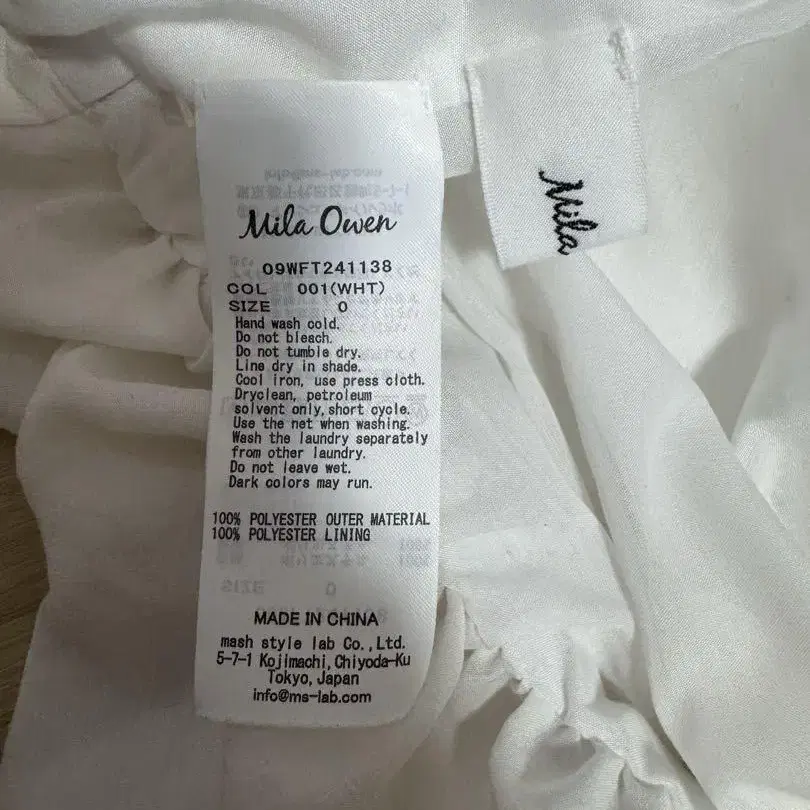 Mila Owen
09WFT241138
COL 001(WHT)
SIZE 0
Hand wash cold.
Do not bleach.
Do not tumble dry.
Line dry in shade.
Cool iron, use press cloth.
Dryclean, petroleum
solvent only,short cycle.
Use the net when washing.
Wash the laundry separately
from other laundry.
Do not leave wet.
Dark colors may run.
100% POLYESTER OUTER MATERIAL
100% POLYESTER LINING
MADE IN CHINA
mash style lab Co.,Ltd.
5-7-1 Kojimachi,Chiyoda-Ku
Tokyo,Japan
info@ms-lab.com
Mila